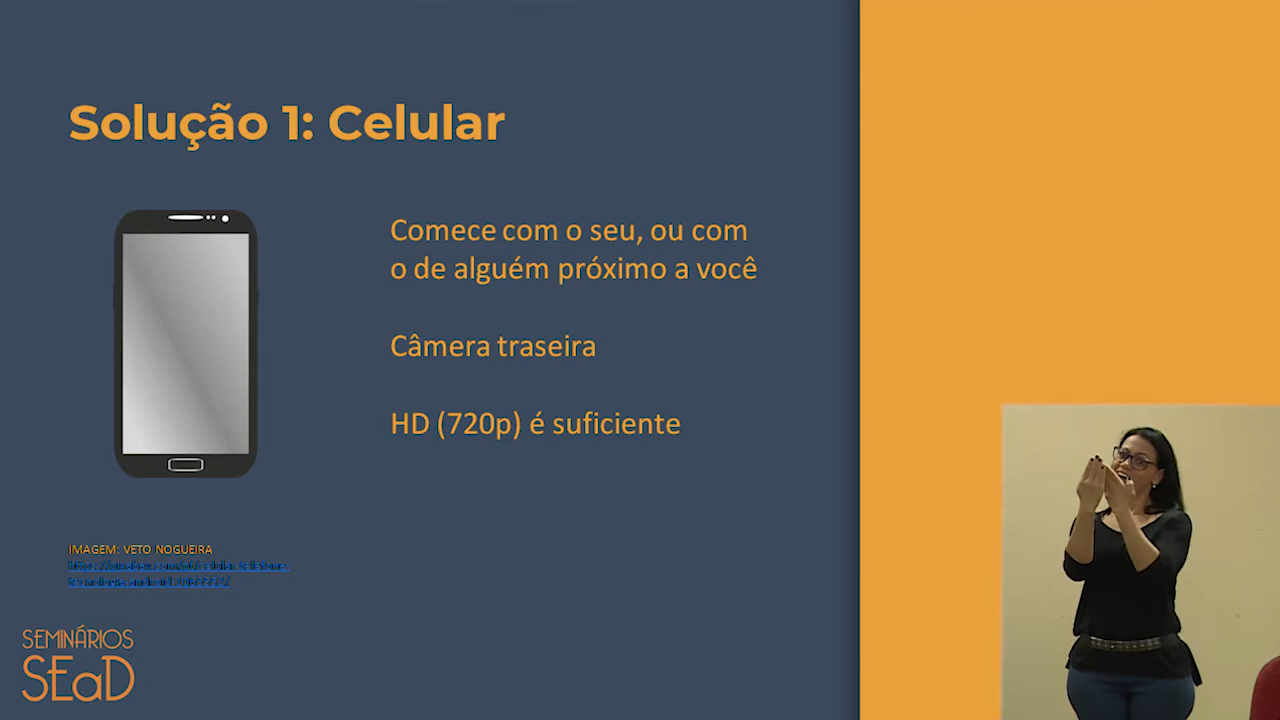 Solução 1: Celular
Comece com o seu, ou com
o de alguém próximo a você
Câmera traseira
HD (720p) é suficiente
IMAGEM: VETO NOGUEIRA
SEMINÁRIOS
SEaD